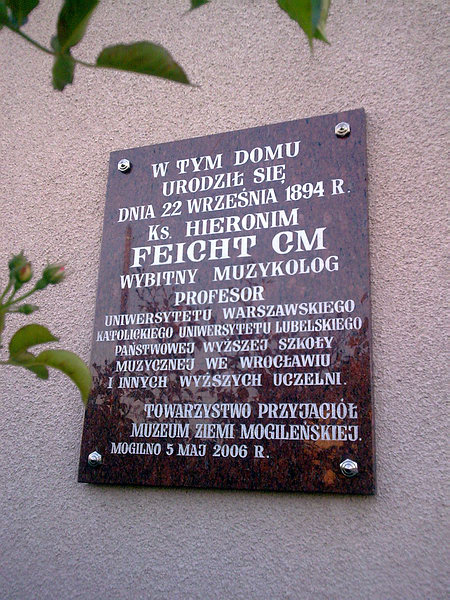 W TYM DOMU
URODZIŁ SIĘ
DNIA 22 WRZEŚNIA 1894 R.
Ks. HIERONIM
FEICHT CM
WYBITNY MUZYKOLOG
PROFESOR
UNIWERSYTETU WARSZAWSKIEGO
KATOLICKIEGO UNIWERSYTETU LUBELSKIEGO
PAŃSTWOWEJ WYŻSZEJ SZKOŁY
MUZYCZNEJ WE WROCŁAWIU
I INNYCH WYŻSZYCH UCZELNI.
TOWARZYSTWO PRZYJACIÓŁ
MUZEUM ZIEMI MOGILEŃSKIEJ.
MOGILNO 5 MAJ 2006 R.